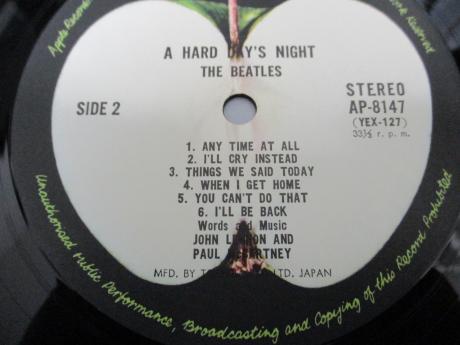 A HARD DAY'S NIGHT
THE BEATLES
SIDE 2
STEREO
AP-8147
(YEX-127)
33⅓ r. p. m.
1. ANY TIME AT ALL
2. I'LL CRY INSTEAD
3. THINGS WE SAID TODAY
4. WHEN I GET HOME
5. YOU CAN'T DO THAT
6. I'LL BE BACK
Words and Music
JOHN LENNON AND
PAUL McCARTNEY
MFD. BY LTD. JAPAN
Apple Records
Unauthorised Public Performance, Broadcasting and Copying of this Record Prohibited